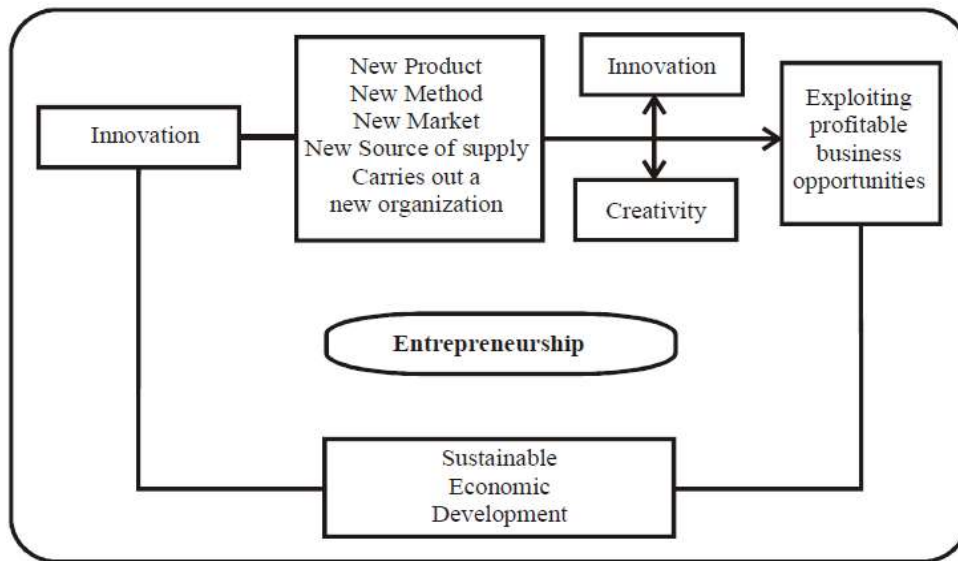 Innovation
New Product
New Method
New Market
New Source of supply
Carries out a
new organization
Innovation
Creativity
Exploiting
profitable
business
opportunities
Entrepreneurship
Sustainable
Economic
Development